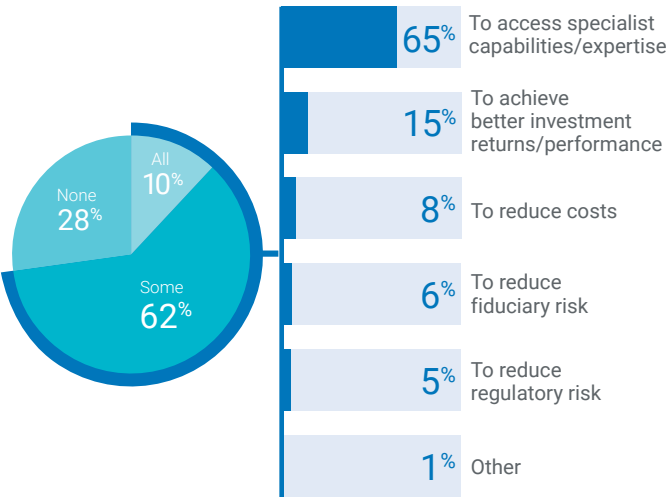 All
10%
None
28%
Some
62%
65%
To access specialist
capabilities/expertise
15%
To achieve
better investment
returns/performance
8%
To reduce costs
6%
To reduce
fiduciary risk
5%
To reduce
regulatory risk
1%
Other